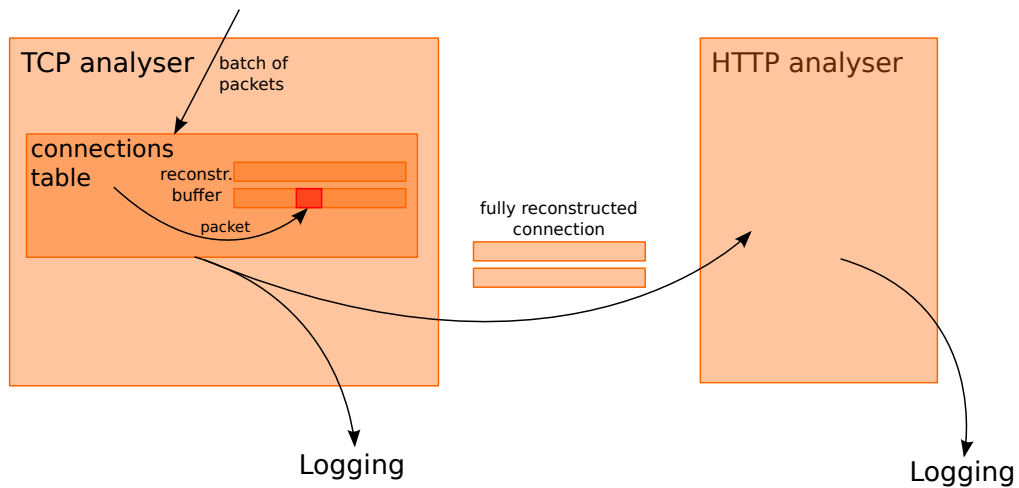 TCP analyser
batch of
packets
connections
table
reconstr.
buffer
packet
fully reconstructed
connection
HTTP analyser
Logging
Logging